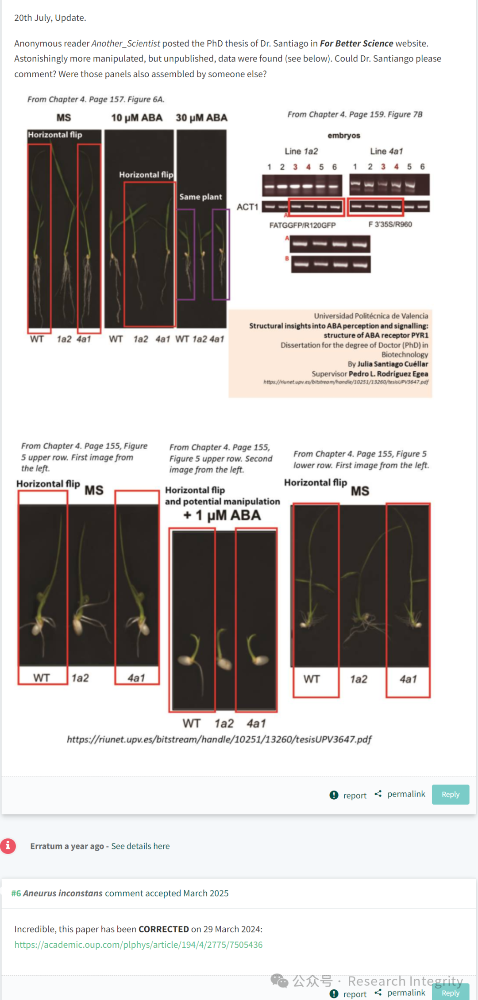 20th July, Update.
Anonymous reader Another_Scientist posted the PhD thesis of Dr. Santiago in For Better Science website.
Astonishingly more manipulated, but unpublished, data were found (see below). Could Dr. Santiango please
comment? Were those panels also assembled by someone else?
From Chapter 4. Page 157. Figure 6A.
MS 10 µM ABA 30 µM ABA
Horizontal flip
Horizontal flip
Same plant
WT 1a2 4a1 WT 1a2 4a1 WT 1a2 4a1
From Chapter 4. Page 159. Figure 7B
embryos
Line 1a2 Line 4a1
1 2 3 4 5 6 1 2 3 4 5 6
ACT1
A
FATGGFP/R120GFP F 3'35S/R960
A
B
Universidad Politécnica de Valencia
Structural insights into ABA perception and signalling:
structure of ABA receptor PYR1
Dissertation for the degree of Doctor (PhD) in
Biotechnology
By Julia Santiago Cuéllar
Supervisor Pedro L. Rodríguez Egea
https://riunet.upv.es/bitstream/handle/10251/13260/tesisUPV3647.pdf
From Chapter 4. Page 155, Figure
5 upper row. First image from
the left.
Horizontal flip
MS
WT 1a2 4a1
From Chapter 4. Page 155,
Figure 5 upper row. Second
image from the left.
Horizontal flip
and potential manipulation
+ 1 µM ABA
WT 1a2 4a1
From Chapter 4. Page 155, Figure 5
lower row. First image from the left.
Horizontal flip
MS
WT 1a2 4a1
https://riunet.upv.es/bitstream/handle/10251/13260/tesisUPV3647.pdf
report permalink Reply
Erratum a year ago - See details here
#6 Aneurus inconstans comment accepted March 2025
Incredible, this paper has been CORRECTED on 29 March 2024:
https://academic.oup.com/plphys/article/194/4/2775/7505436
公众号 · Research Integrity
report permalink Reply